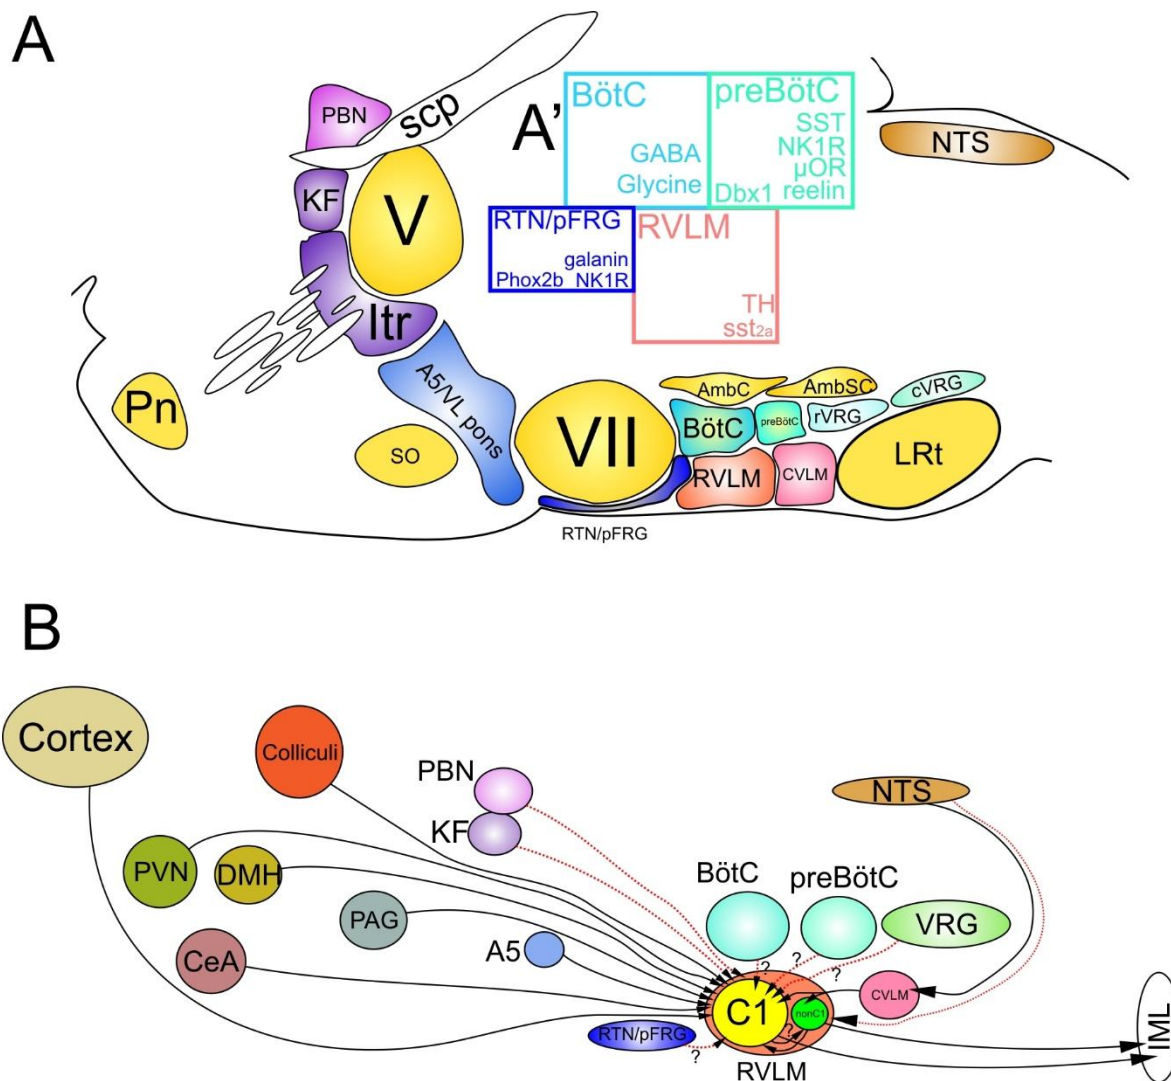 A
PBN
scp
KF
V
Itr
A5/VL pons
Pn
SO
VII
RTN/pFRG
AmbC
AmbSC
cVRG
BötC
preBötC
rVRG
RVLM
CVLM
LRt
NTS
A'
BötC
GABA
Glycine
preBötC
SST
NK1R
µOR
Dbx1 reelin
RTN/pFRG
galanin
Phox2b NK1R
RVLM
TH
sst2a
B
Cortex
Colliculi
PBN
KF
NTS
PVN
DMH
PAG
CeA
A5
BötC
preBötC
VRG
?
?
?
C1
nonC1
?
CVLM
RTN/pFRG
?
RVLM
IML